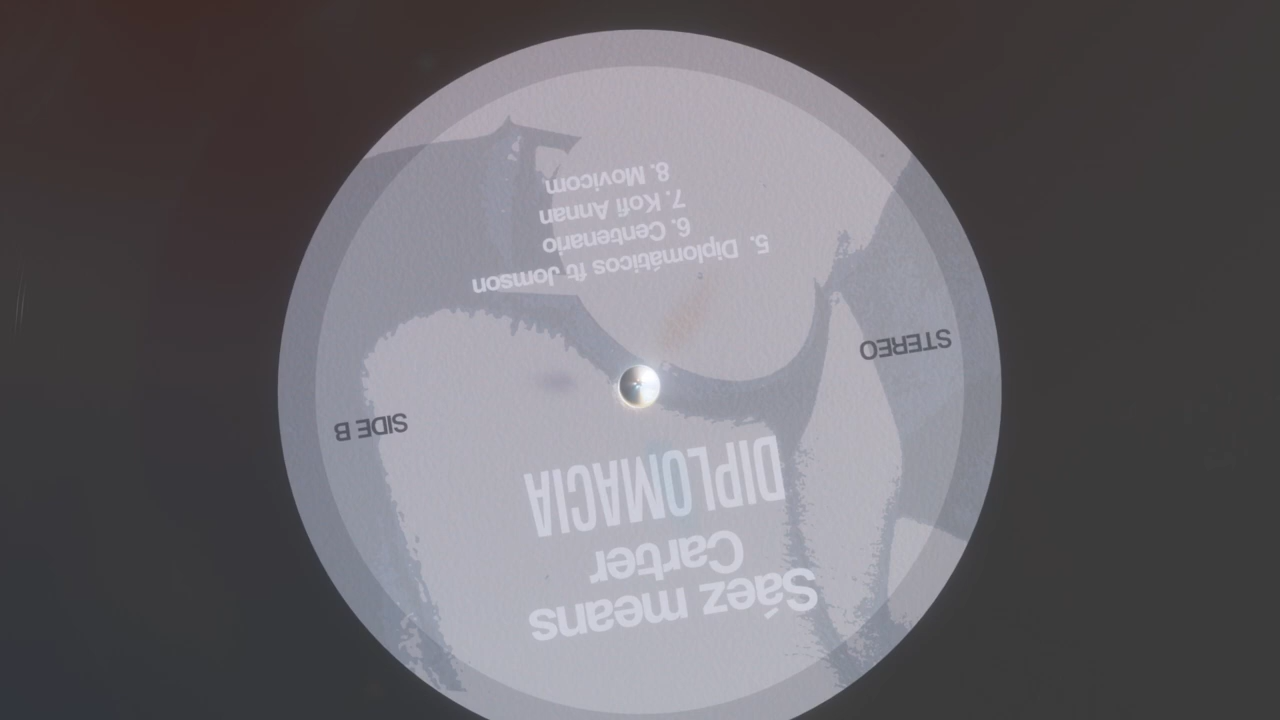 Sáez means
Carter
DIPLOMACIA
SIDE B
STEREO
5. Diplomáticos ft Jomson
6. Centenario
7. Kofi Annan
8. Movicom